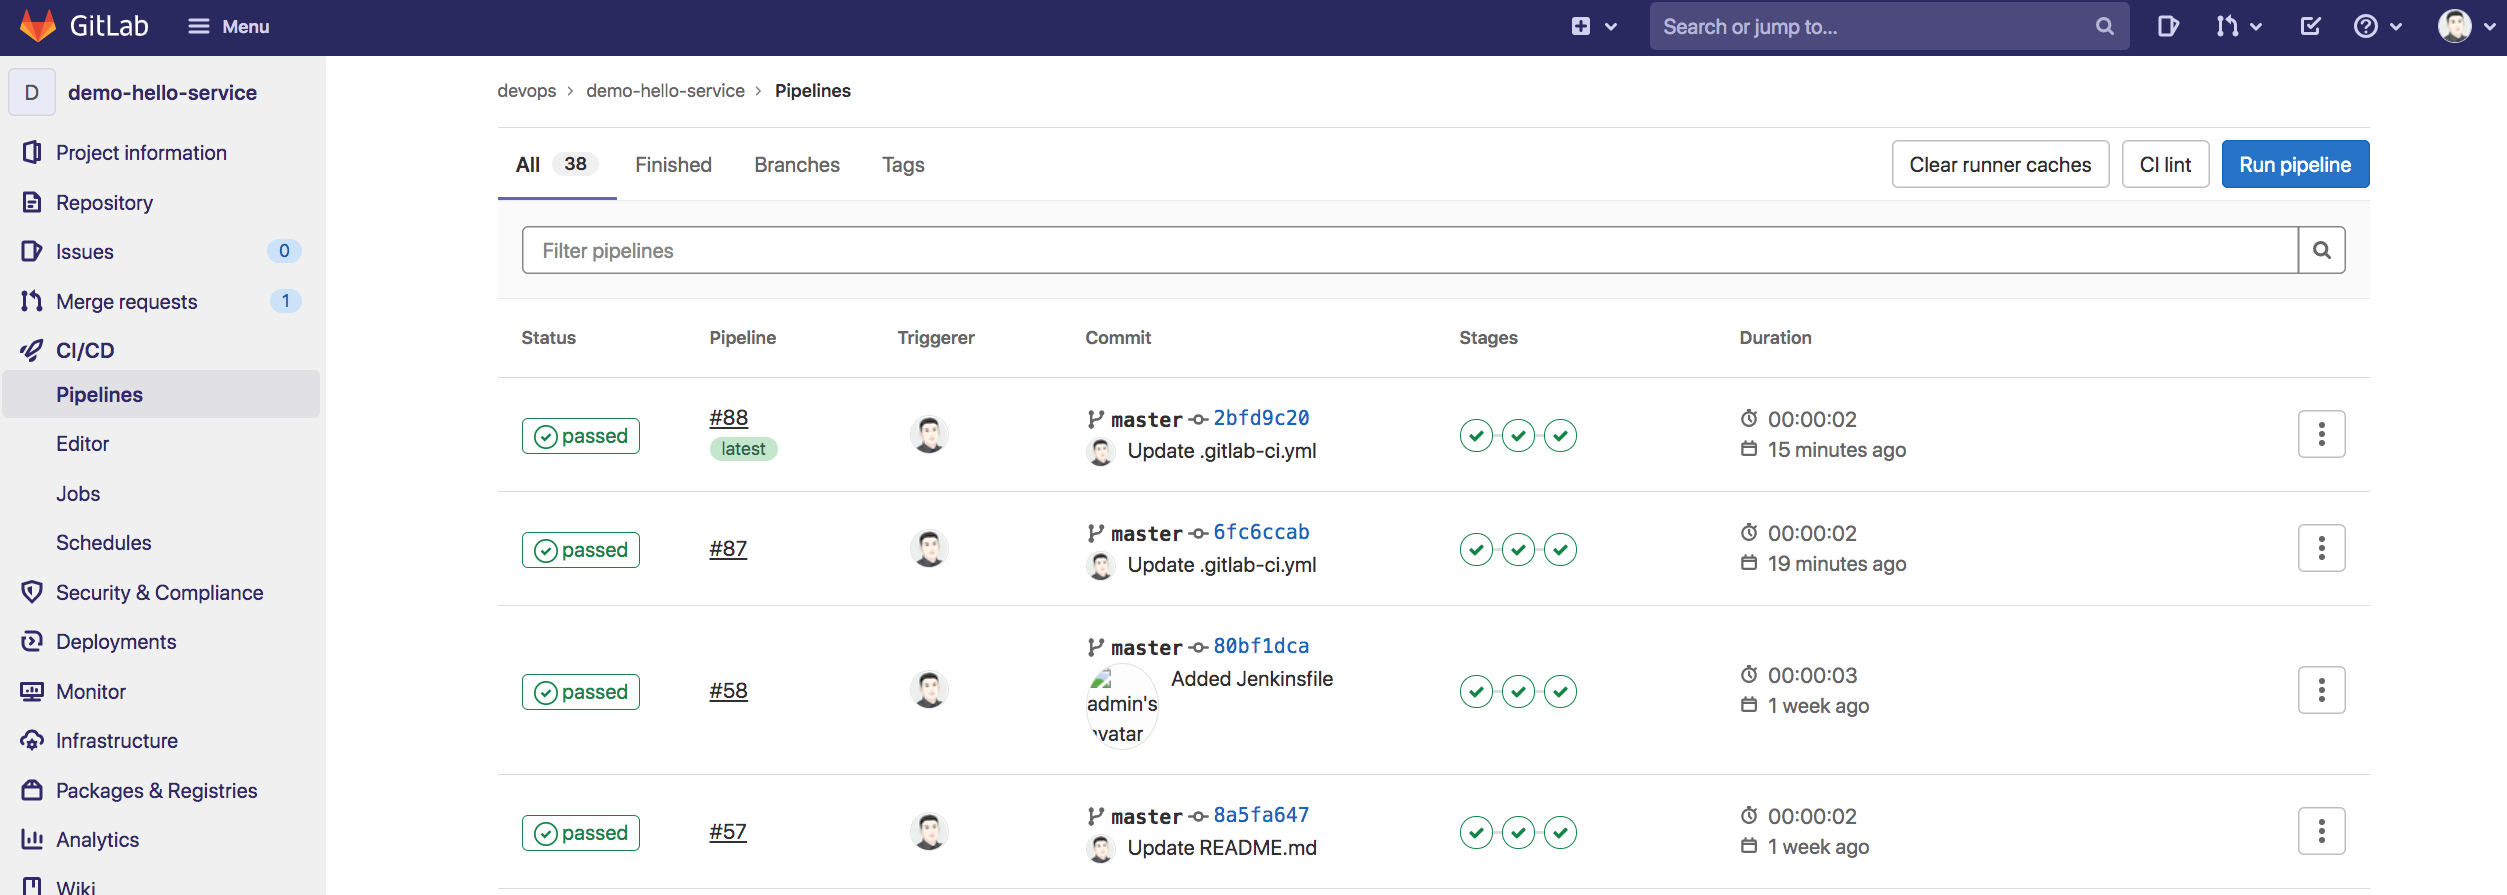 GitLab
Menu
Search or jump to...
D
demo-hello-service
Project information
Repository
Issues 0
Merge requests 1
CI/CD
Pipelines
Editor
Jobs
Schedules
Security & Compliance
Deployments
Monitor
Infrastructure
Packages & Registries
Analytics
Wiki
devops > demo-hello-service > Pipelines
All 38 Finished Branches Tags
Clear runner caches CI lint Run pipeline
Filter pipelines
Status Pipeline Triggerer Commit Stages Duration
passed
#88
latest
master 2bfd9c20
Update .gitlab-ci.yml
00:00:02
15 minutes ago
passed
#87
master 6fc6ccab
Update .gitlab-ci.yml
00:00:02
19 minutes ago
passed
#58
master 80bf1dca
Added Jenkinsfile
admin's
avatar
00:00:03
1 week ago
passed
#57
master 8a5fa647
Update README.md
00:00:02
1 week ago